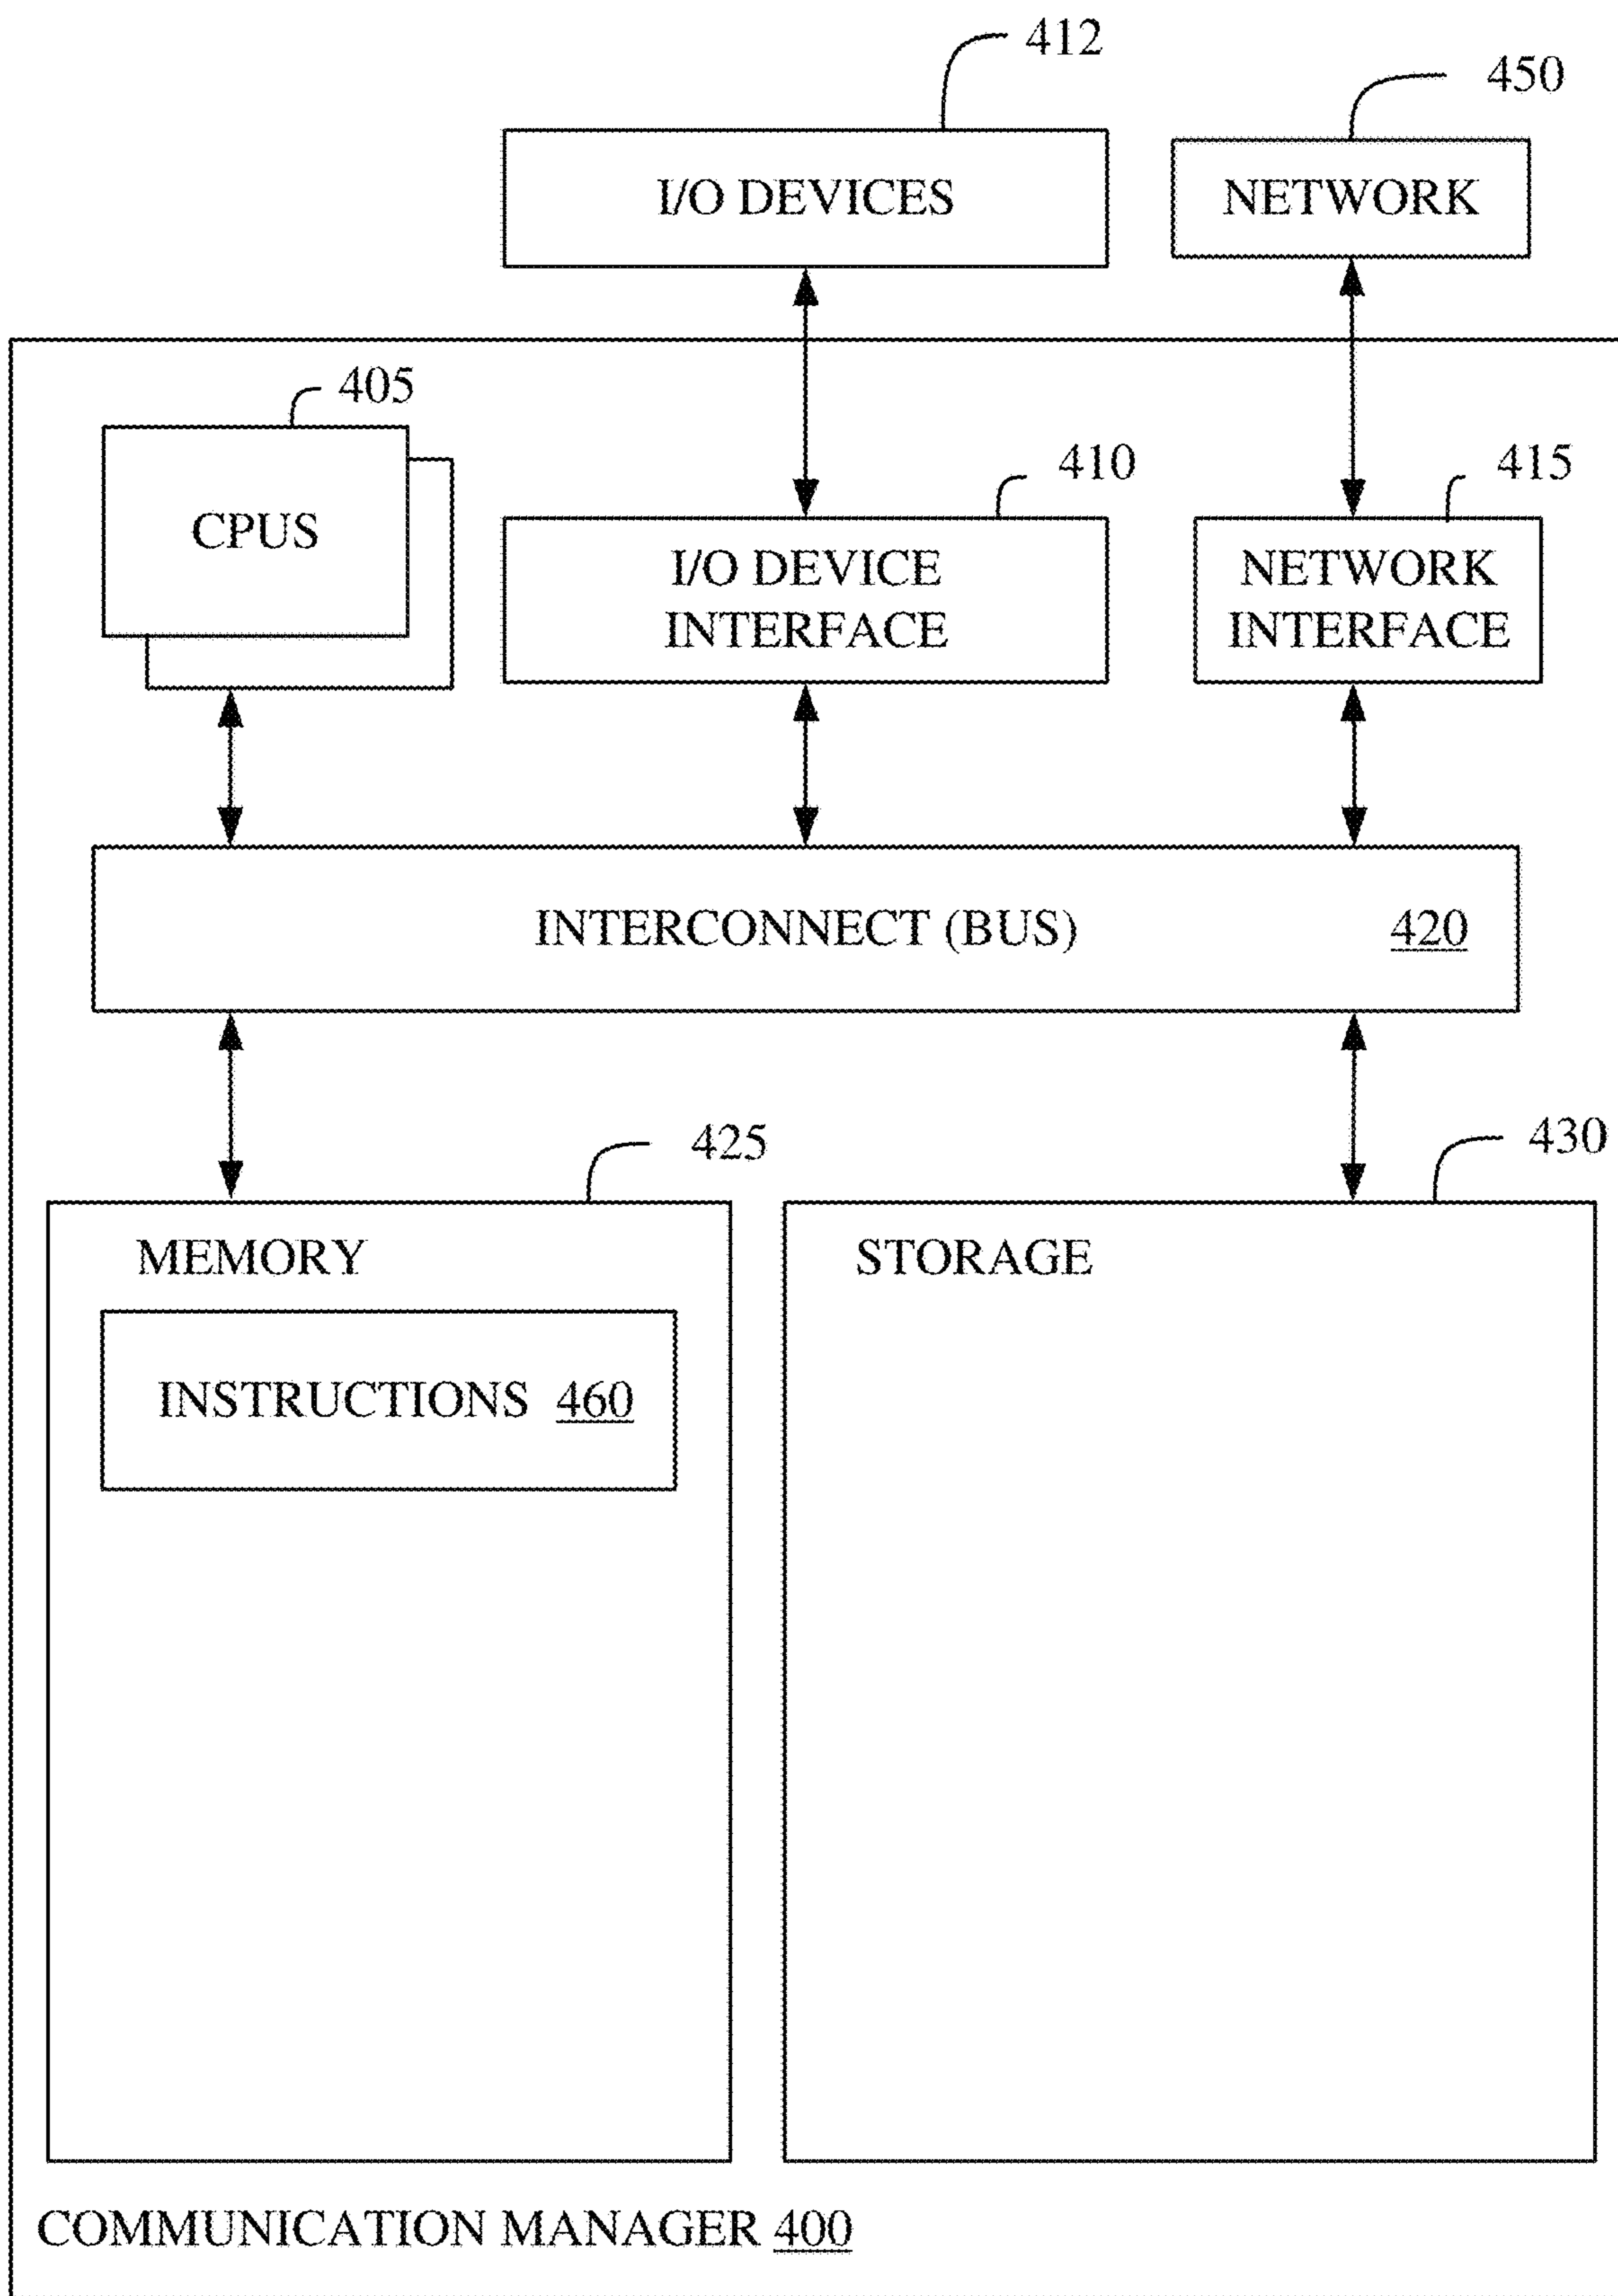 412
450
I/O DEVICES
NETWORK
405
410
415
CPUS
I/O DEVICE
INTERFACE
NETWORK
INTERFACE
INTERCONNECT (BUS) 420
425
430
MEMORY
STORAGE
INSTRUCTIONS 460
COMMUNICATION MANAGER 400